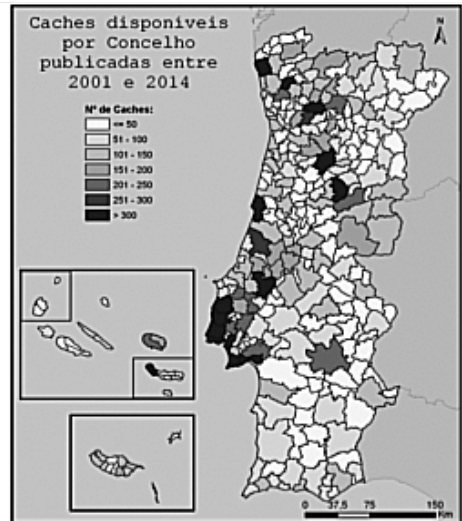 Caches disponiveis
por Concelho
publicadas entre
2001 e 2014
Nº de Caches:
<= 50
51 - 100
101 - 150
151 - 200
201 - 250
251 - 300
> 300
N
0 37,5 75 150
Km